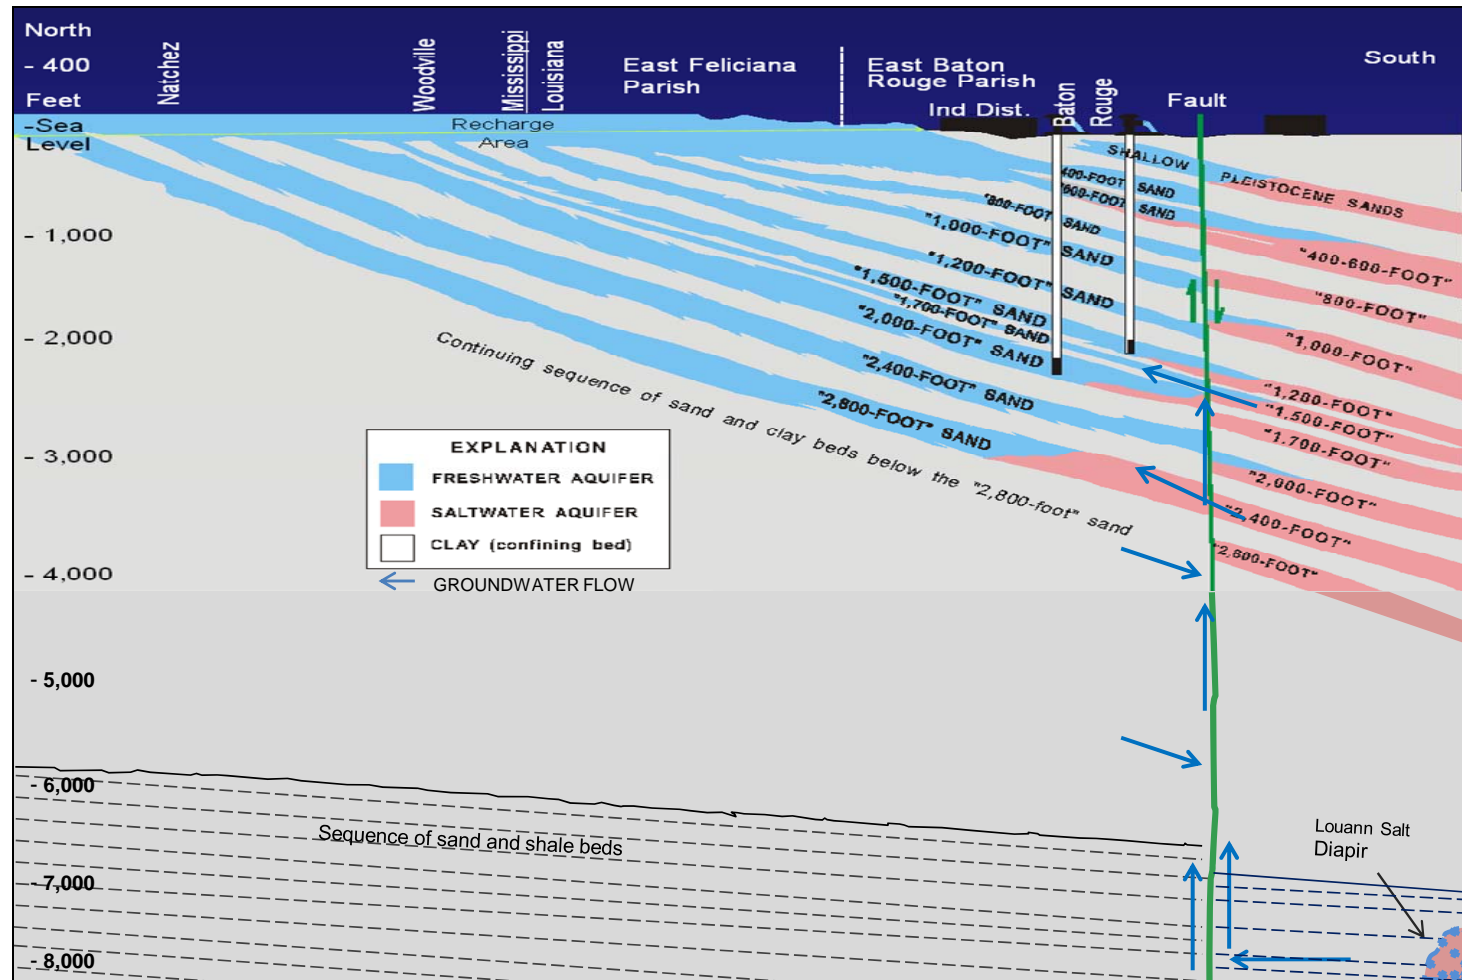 North
- 400
Feet
-Sea
Level
Natchez
Woodville
Mississippi
Louisiana
East Feliciana
Parish
East Baton
Rouge Parish
Ind Dist.
Baton
Rouge
Fault
South
Recharge
Area
SHALLOW
PLEISTOCENE SANDS
400-FOOT SAND
"600-FOOT SAND
"800-FOOT" SAND
"1,000-FOOT" SAND
"1,200-FOOT" SAND
"1,500-FOOT" SAND
"1,700-FOOT" SAND
"2,000-FOOT" SAND
"2,400-FOOT" SAND
"2,800-FOOT" SAND
"400-600-FOOT"
"800-FOOT"
"1,000-FOOT"
"1,200-FOOT"
"1,500-FOOT"
"1,700-FOOT"
"2,000-FOOT"
"2,400-FOOT"
"2,800-FOOT"
Continuing sequence of sand and clay beds below the "2,800-foot" sand
- 1,000
- 2,000
- 3,000
- 4,000
- 5,000
- 6,000
- 7,000
- 8,000
EXPLANATION
FRESHWATER AQUIFER
SALTWATER AQUIFER
CLAY (confining bed)
GROUNDWATER FLOW
Sequence of sand and shale beds
Louann Salt
Diapir